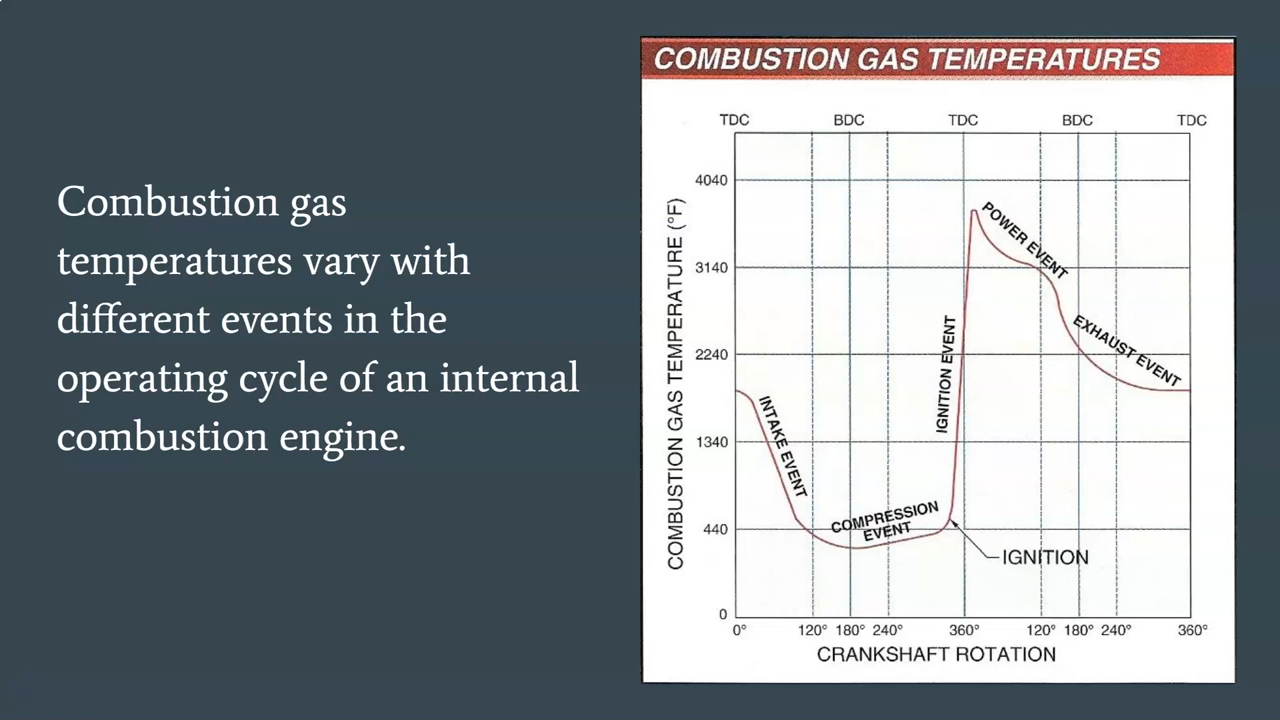 Combustion gas
temperatures vary with
different events in the
operating cycle of an internal
combustion engine.
COMBUSTION GAS TEMPERATURES
TDC BDC TDC BDC TDC
COMBUSTION GAS TEMPERATURE (°F)
4040
3140
2240
1340
440
0
INTAKE EVENT
COMPRESSION
EVENT
IGNITION EVENT
POWER EVENT
EXHAUST EVENT
IGNITION
0° 120° 180° 240° 360° 120° 180° 240° 360°
CRANKSHAFT ROTATION